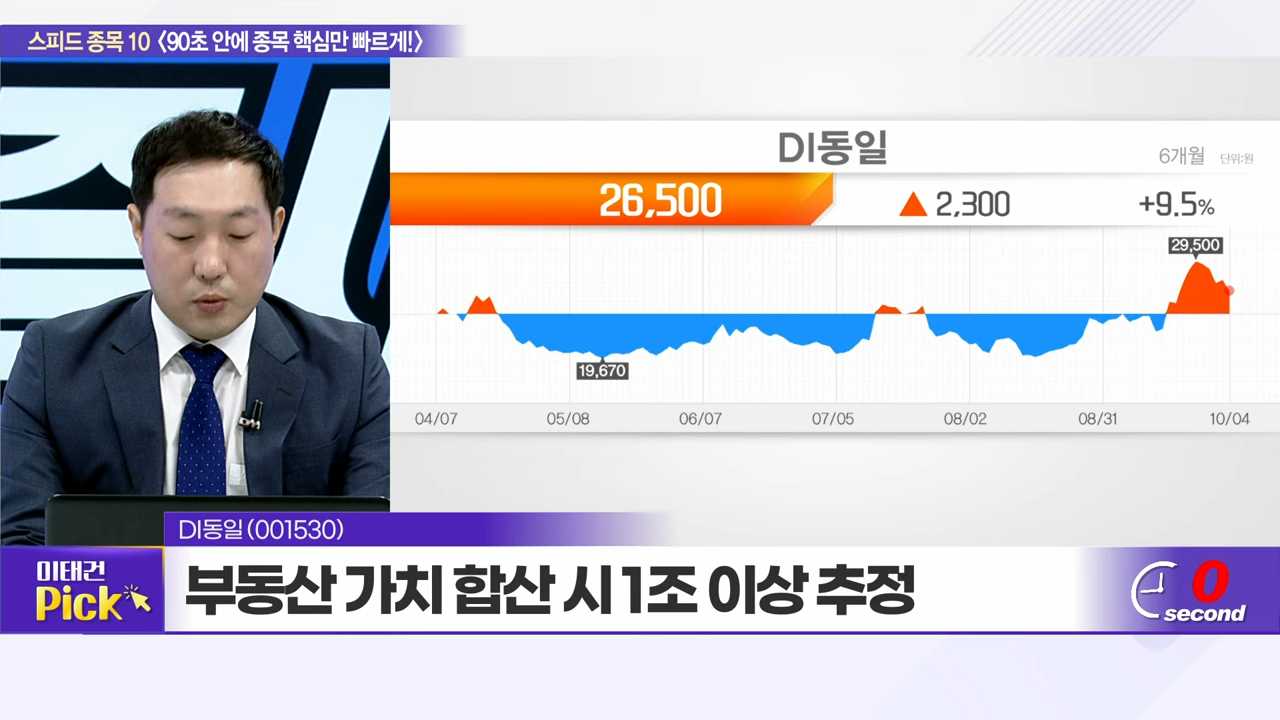 스피드 종목 10 〈90초 안에 종목 핵심만 빠르게!〉
DI동일
6개월 단위:원
26,500 ▲ 2,300 +9.5%
29,500
19,670
04/07 05/08 06/07 07/05 08/02 08/31 10/04
DI동일(001530)
이태건
Pick
부동산 가치 합산 시 1조 이상 추정
0
second